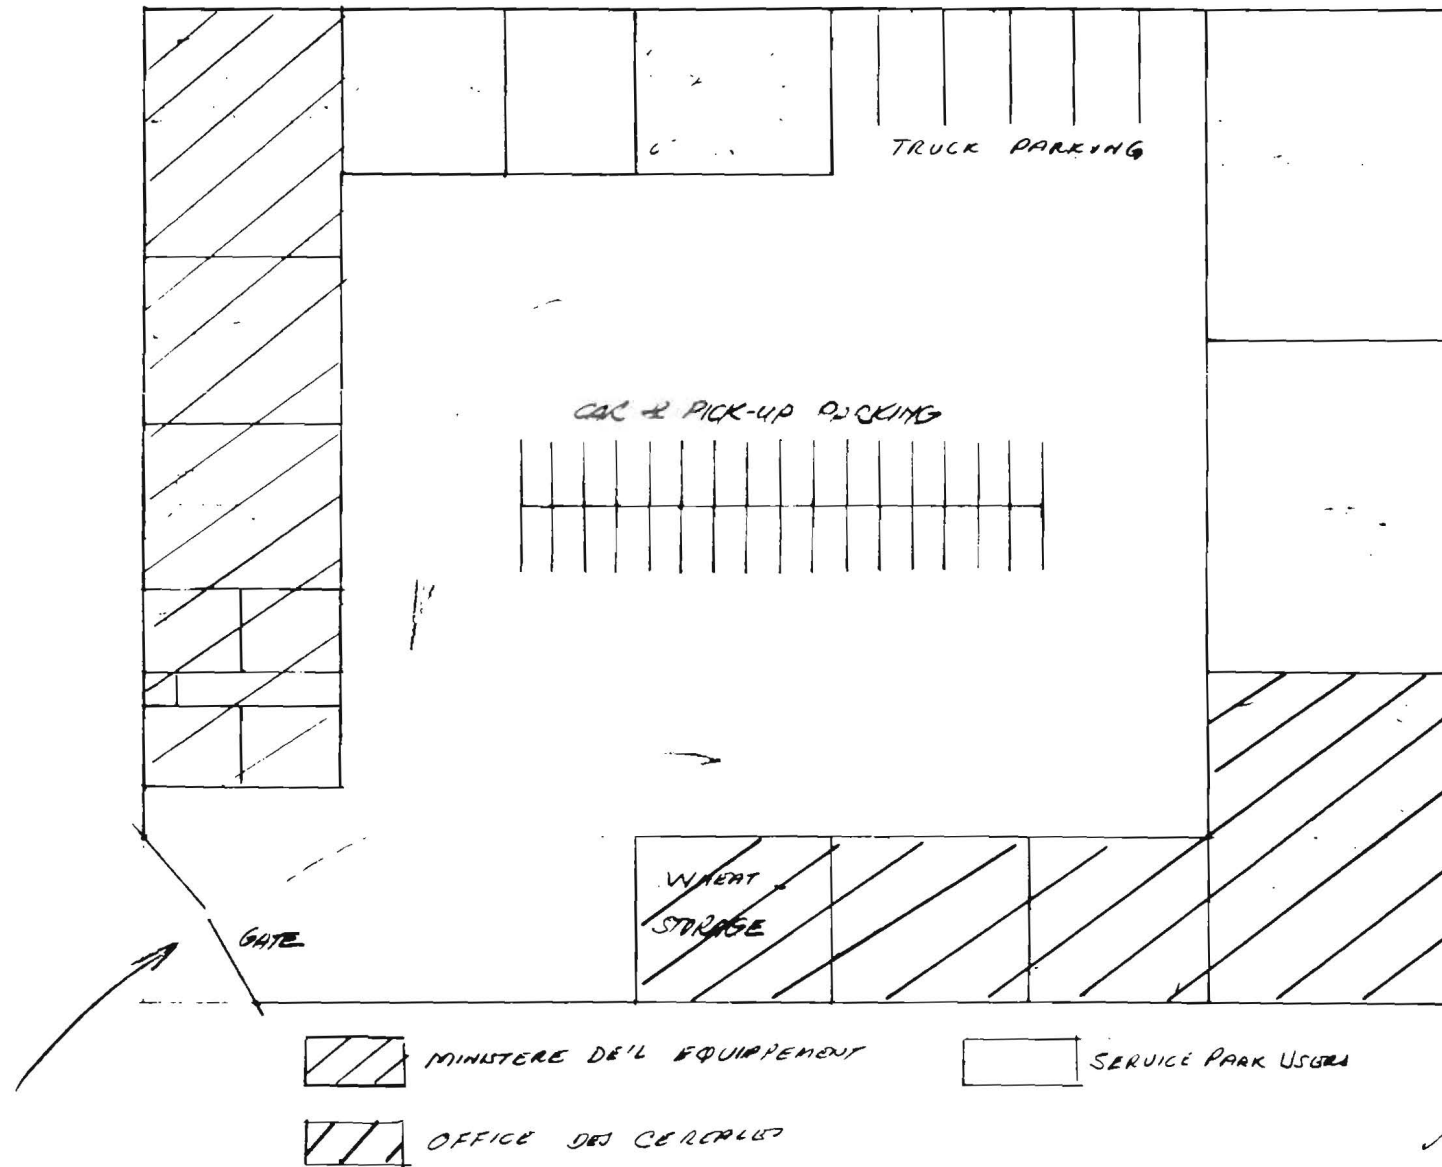 TRUCK PARKING
CAR & PICK-UP PARKING
WHEAT
STORAGE
GATE
MINISTERE DE'L EQUIPPEMENT
SERVICE PARK USERS
OFFICE DES CEREALES